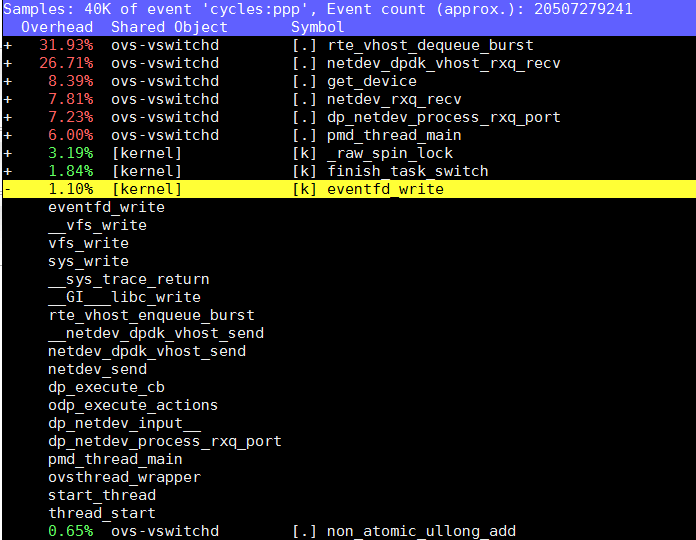 Samples: 40K of event 'cycles:ppp', Event count (approx.): 20507279241
Overhead Shared Object Symbol
+ 31.93% ovs-vswitchd [.] rte_vhost_dequeue_burst
+ 26.71% ovs-vswitchd [.] netdev_dpdk_vhost_rxq_recv
+ 8.39% ovs-vswitchd [.] get_device
+ 7.81% ovs-vswitchd [.] netdev_rxq_recv
+ 7.23% ovs-vswitchd [.] dp_netdev_process_rxq_port
+ 6.00% ovs-vswitchd [.] pmd_thread_main
+ 3.19% [kernel] [k] _raw_spin_lock
+ 1.84% [kernel] [k] finish_task_switch
- 1.10% [kernel] [k] eventfd_write
eventfd_write
__vfs_write
vfs_write
sys_write
__sys_trace_return
__GI___libc_write
rte_vhost_enqueue_burst
__netdev_dpdk_vhost_send
netdev_dpdk_vhost_send
netdev_send
dp_execute_cb
odp_execute_actions
dp_netdev_input__
dp_netdev_process_rxq_port
pmd_thread_main
ovsthread_wrapper
start_thread
thread_start
0.65% ovs-vswitchd [.] non_atomic_ullong_add